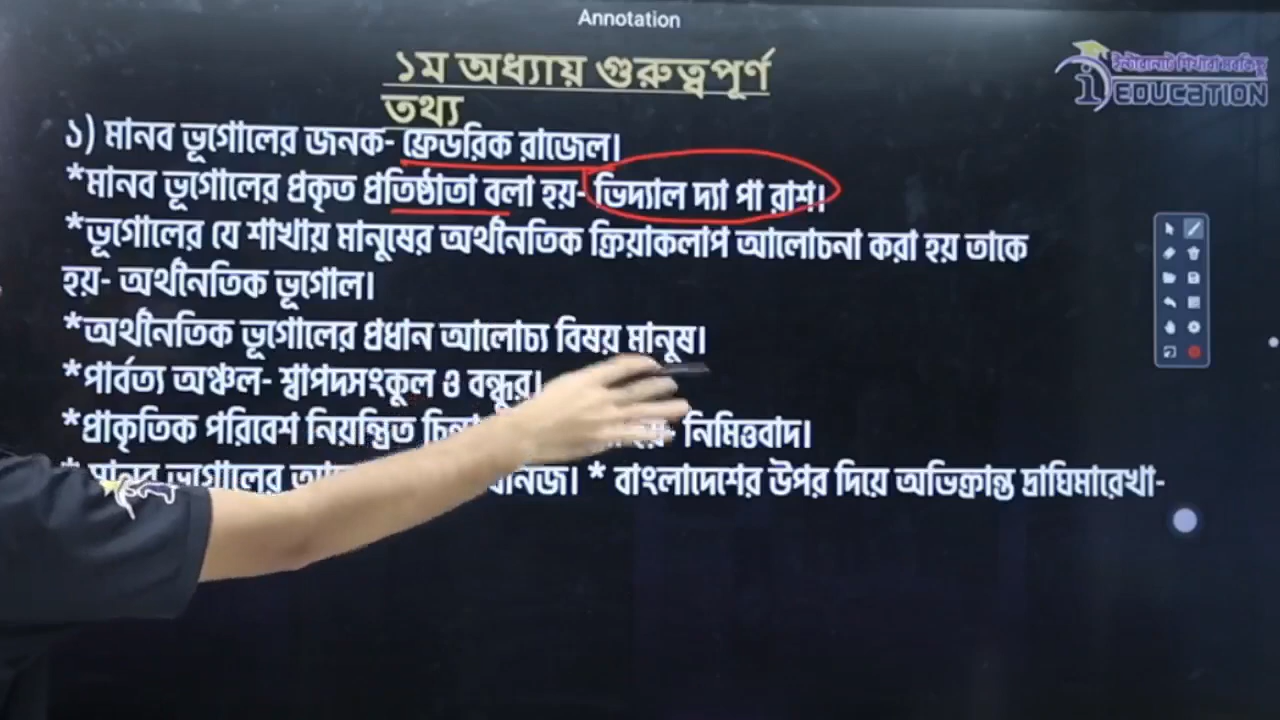 Annotation
১ম অধ্যায় গুরুত্বপূর্ণ
তথ্য
EDUCATION
১) মানব ভূগোলের জনক- ফ্রেডরিক রাজেল।
*মানব ভূগোলের প্রকৃত প্রতিষ্ঠাতা বলা হয়- ভিদ্যাল দ্যা পা রাশ।
*ভূগোলের যে শাখায় মানুষের অর্থনৈতিক ক্রিয়াকলাপ আলোচনা করা হয় তাকে
হয়- অর্থনৈতিক ভূগোল।
*অর্থনৈতিক ভূগোলের প্রধান আলোচ্য বিষয় মানুষ।
*পার্বত্য অঞ্চল- শ্বাপদসংকুল ও বন্ধুর।
*প্রাকৃতিক পরিবেশ নিয়ন্ত্রিত নিমিত্তবাদ।
* মানব ভূগোলের * বাংলাদেশের উপর দিয়ে অতিক্রান্ত দ্রাঘিমারেখা-